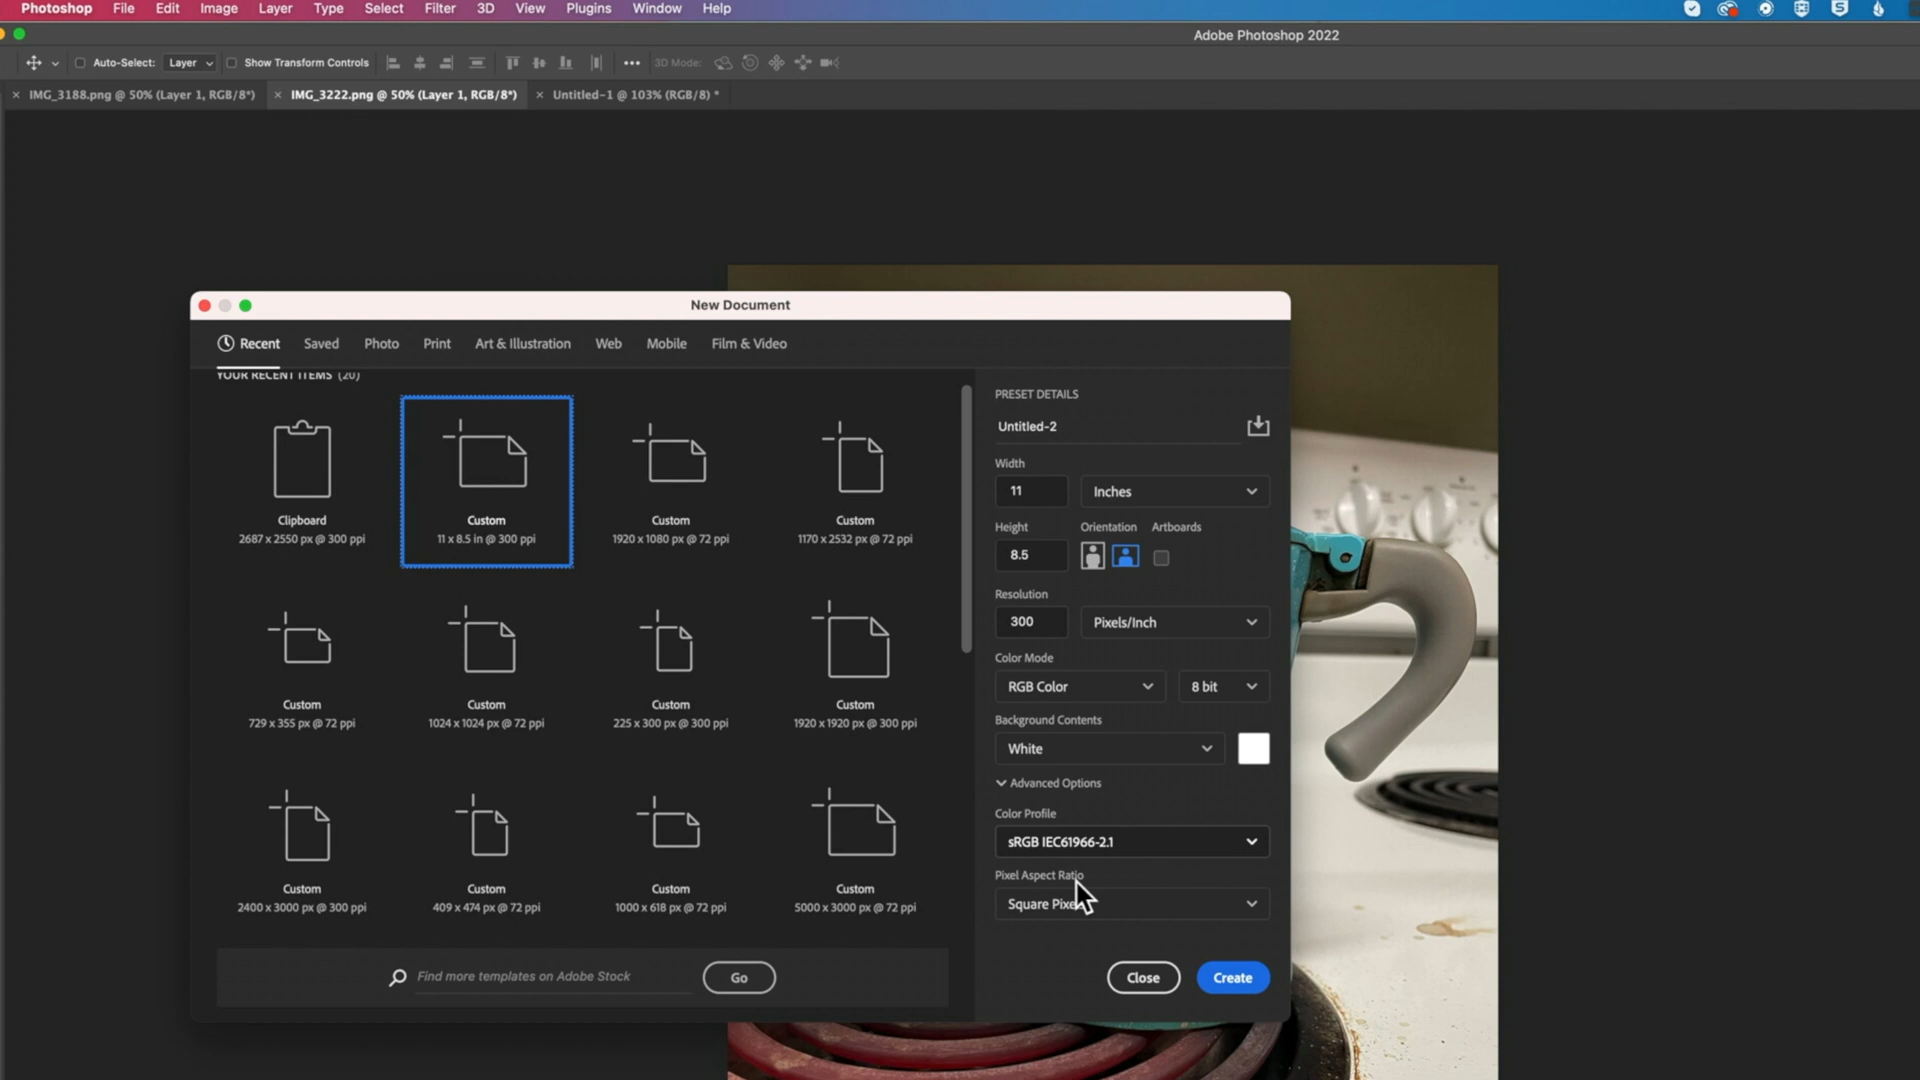 Photoshop File Edit Image Layer Type Select Filter 3D View Plugins Window Help
Adobe Photoshop 2022
Auto-Select: Layer Show Transform Controls ••• 3D Mode:
× IMG_3188.png @ 50% (Layer 1, RGB/8*) × IMG_3222.png @ 50% (Layer 1, RGB/8*) × Untitled-1 @ 103% (RGB/8) *
New Document
Recent Saved Photo Print Art & Illustration Web Mobile Film & Video
YOUR RECENT ITEMS (20)
Clipboard
2687 x 2550 px @ 300 ppi
Custom
11 x 8.5 in @ 300 ppi
Custom
1920 x 1080 px @ 72 ppi
Custom
1170 x 2532 px @ 72 ppi
Custom
729 x 355 px @ 72 ppi
Custom
1024 x 1024 px @ 72 ppi
Custom
225 x 300 px @ 300 ppi
Custom
1920 x 1920 px @ 300 ppi
Custom
2400 x 3000 px @ 300 ppi
Custom
409 x 474 px @ 72 ppi
Custom
1000 x 618 px @ 72 ppi
Custom
5000 x 3000 px @ 72 ppi
Find more templates on Adobe Stock Go
PRESET DETAILS
Untitled-2
Width
11 Inches
Height Orientation Artboards
8.5
Resolution
300 Pixels/Inch
Color Mode
RGB Color 8 bit
Background Contents
White
Advanced Options
Color Profile
sRGB IEC61966-2.1
Pixel Aspect Ratio
Square Pixels
Close Create